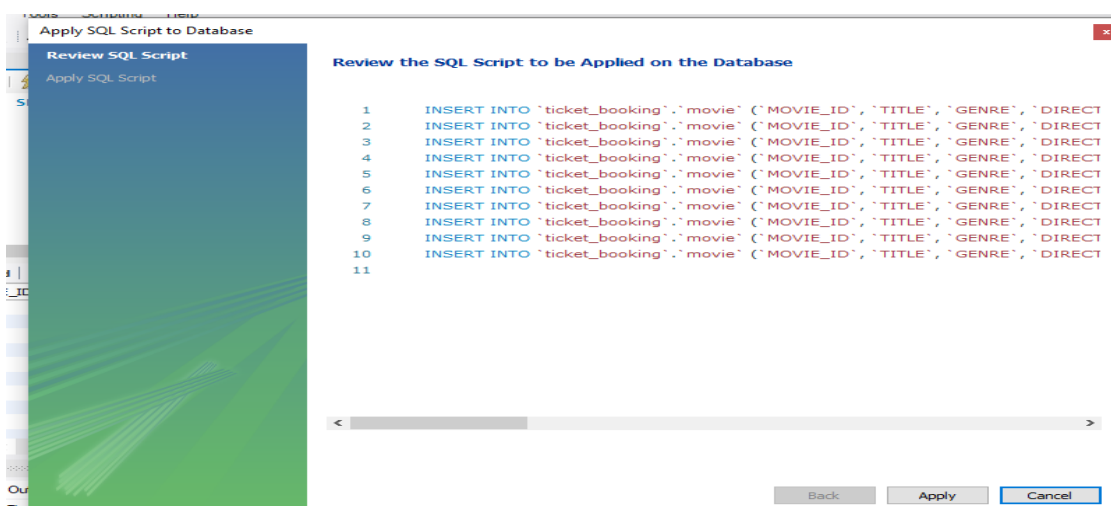 Tools Scripting Help
Apply SQL Script to Database
Review SQL Script
Apply SQL Script
Review the SQL Script to be Applied on the Database
1 INSERT INTO `ticket_booking`.`movie` (`MOVIE_ID`, `TITLE`, `GENRE`, `DIRECT
2 INSERT INTO `ticket_booking`.`movie` (`MOVIE_ID`, `TITLE`, `GENRE`, `DIRECT
3 INSERT INTO `ticket_booking`.`movie` (`MOVIE_ID`, `TITLE`, `GENRE`, `DIRECT
4 INSERT INTO `ticket_booking`.`movie` (`MOVIE_ID`, `TITLE`, `GENRE`, `DIRECT
5 INSERT INTO `ticket_booking`.`movie` (`MOVIE_ID`, `TITLE`, `GENRE`, `DIRECT
6 INSERT INTO `ticket_booking`.`movie` (`MOVIE_ID`, `TITLE`, `GENRE`, `DIRECT
7 INSERT INTO `ticket_booking`.`movie` (`MOVIE_ID`, `TITLE`, `GENRE`, `DIRECT
8 INSERT INTO `ticket_booking`.`movie` (`MOVIE_ID`, `TITLE`, `GENRE`, `DIRECT
9 INSERT INTO `ticket_booking`.`movie` (`MOVIE_ID`, `TITLE`, `GENRE`, `DIRECT
10 INSERT INTO `ticket_booking`.`movie` (`MOVIE_ID`, `TITLE`, `GENRE`, `DIRECT
11
Back Apply Cancel